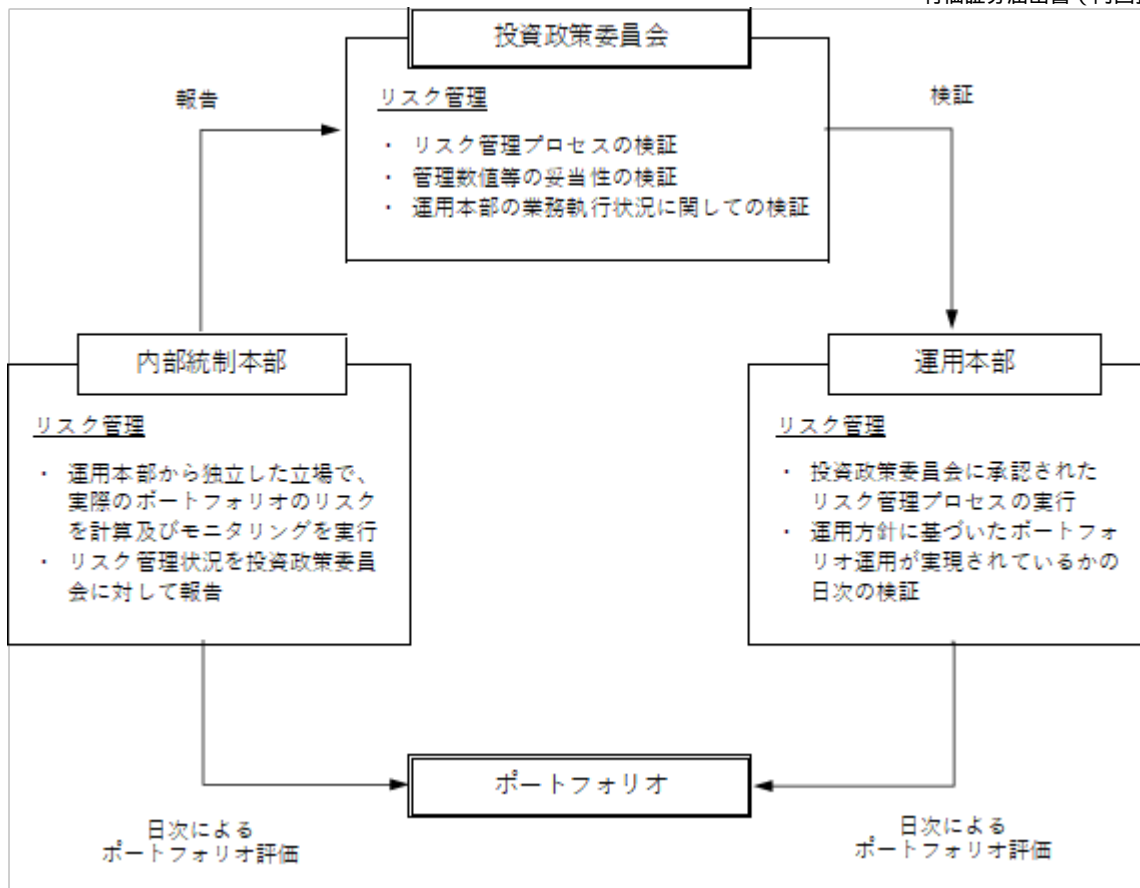 投資政策委員会
報告
検証
リスク管理
・ リスク管理プロセスの検証
・ 管理数値等の妥当性の検証
・ 運用本部の業務執行状況に関しての検証
内部統制本部
リスク管理
・ 運用本部から独立した立場で、
実際のポートフォリオのリスク
を計算及びモニタリングを実行
・ リスク管理状況を投資政策委員
会に対して報告
運用本部
リスク管理
・ 投資政策委員会に承認された
リスク管理プロセスの実行
・ 運用方針に基づいたポートフォ
リオ運用が実現されているかの
日次の検証
ポートフォリオ
日次による
ポートフォリオ評価
日次による
ポートフォリオ評価